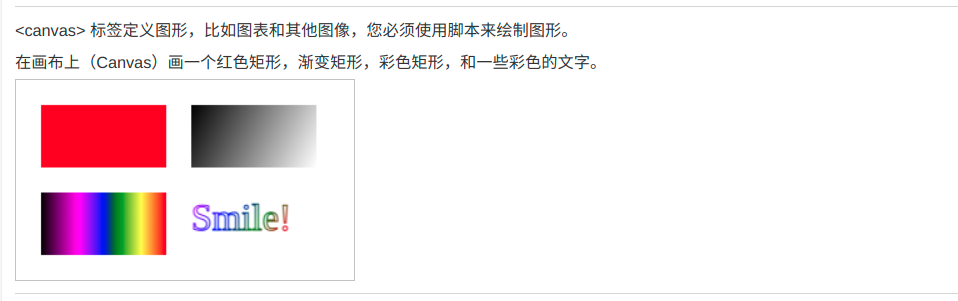 <canvas> 标签定义图形，比如图表和其他图像，您必须使用脚本来绘制图形。
在画布上（Canvas）画一个红色矩形，渐变矩形，彩色矩形，和一些彩色的文字。
Smile!